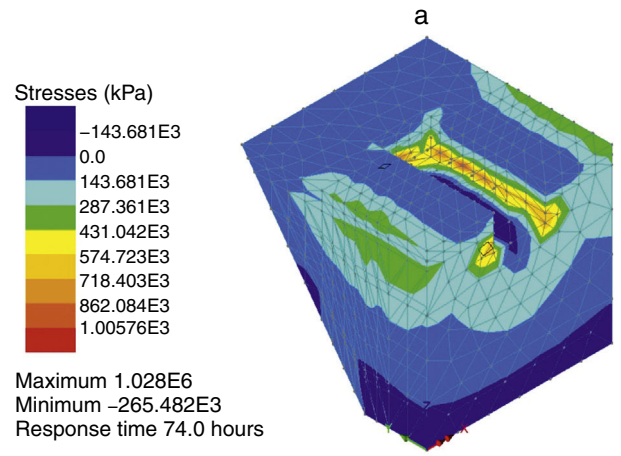 a
Stresses (kPa)
−143.681E3
0.0
143.681E3
287.361E3
431.042E3
574.723E3
718.403E3
862.084E3
1.00576E3
Maximum 1.028E6
Minimum −265.482E3
Response time 74.0 hours
Z
Y
X